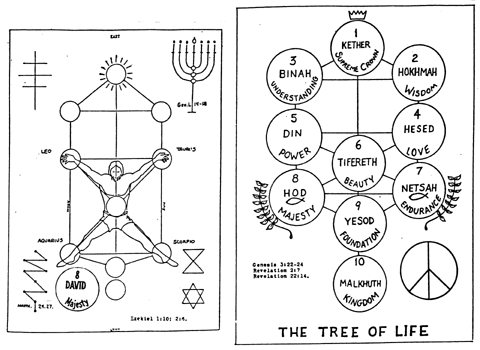 EAST
LEO
TAURUS
AQUARIUS
SCORPIO
8
DAVID
Majesty
Ezekiel 1:10; 2:6.
1
KETHER
SUPREME CROWN
2
HOKHMAH
WISDOM
3
BINAH
UNDERSTANDING
4
HESED
LOVE
5
DIN
POWER
6
TIFERETH
BEAUTY
7
NETSAH
ENDURANCE
8
HOD
MAJESTY
9
YESOD
FOUNDATION
10
MALKHUTH
KINGDOM
Genesis 3:22-24
Revelation 2:7
Revelation 22:14.
THE TREE OF LIFE